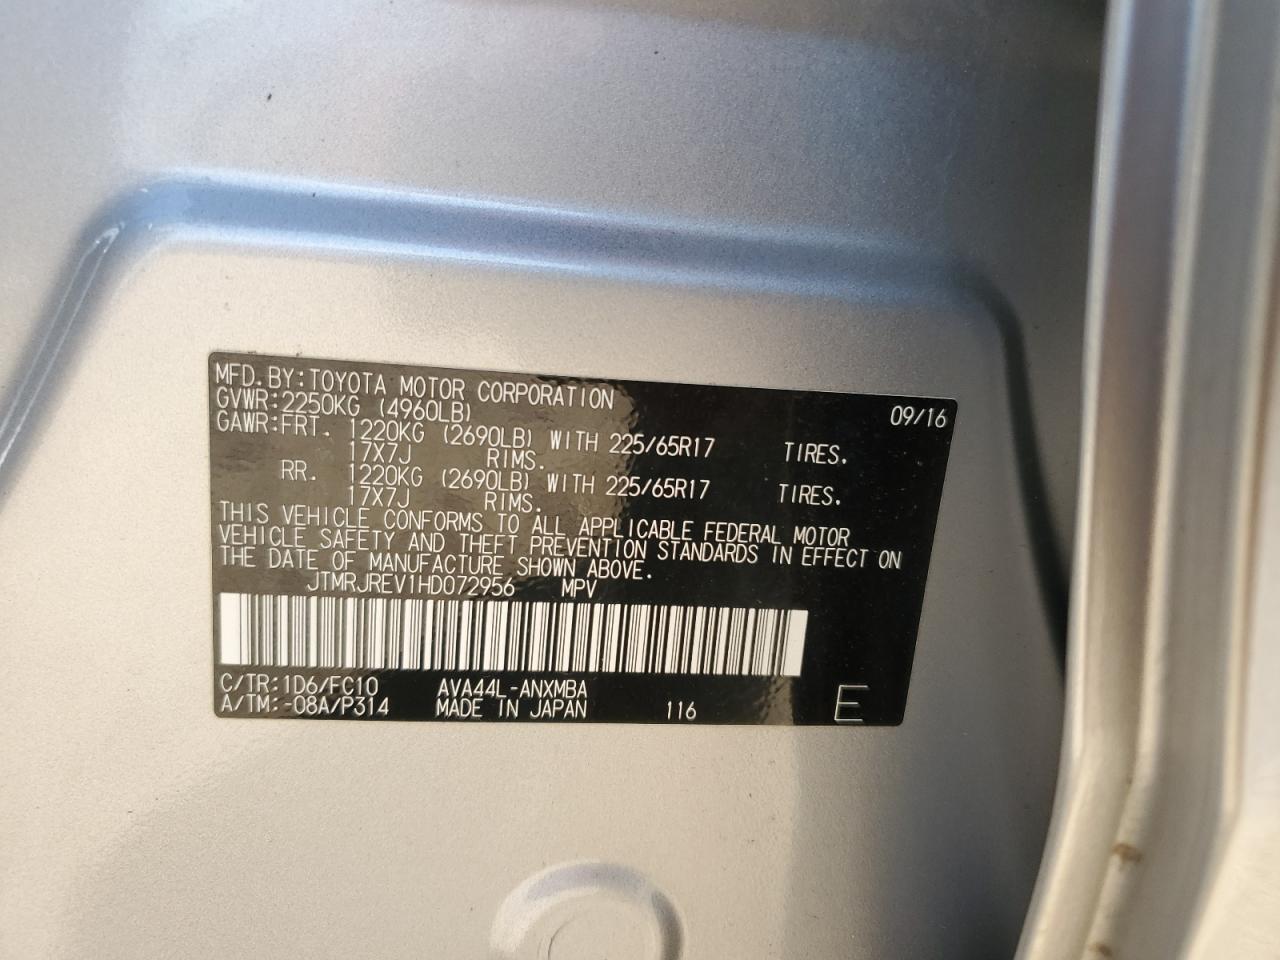 MFD.BY:TOYOTA MOTOR CORPORATION 09/16
GVWR:2250KG (4960LB)
GAWR:FRT. 1220KG (2690LB) WITH 225/65R17 TIRES.
17X7J RIMS.
RR. 1220KG (2690LB) WITH 225/65R17 TIRES.
17X7J RIMS.
THIS VEHICLE CONFORMS TO ALL APPLICABLE FEDERAL MOTOR
VEHICLE SAFETY AND THEFT PREVENTION STANDARDS IN EFFECT ON
THE DATE OF MANUFACTURE SHOWN ABOVE.
JTMRJREV1HD072956 MPV
C/TR:1D6/FC10 AVA44L-ANXMBA
A/TM:-08A/P314 MADE IN JAPAN 116 E